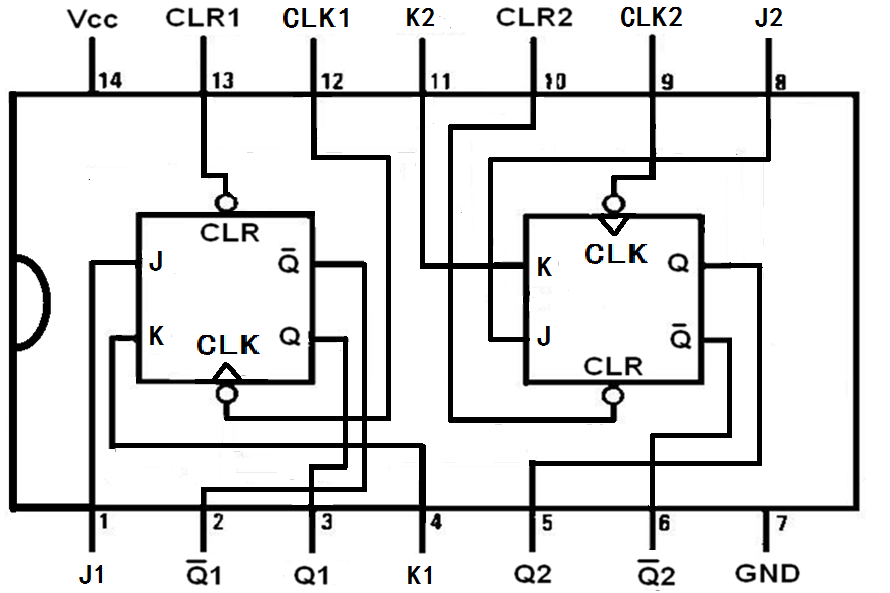 Vcc CLR1 CLK1 K2 CLR2 CLK2 J2
14 13 12 11 10 9 8
CLR
CLK
J Q̅ K Q
K Q CLK J Q̅
CLR
1 2 3 4 5 6 7
J1 Q̅1 Q1 K1 Q2 Q̅2 GND